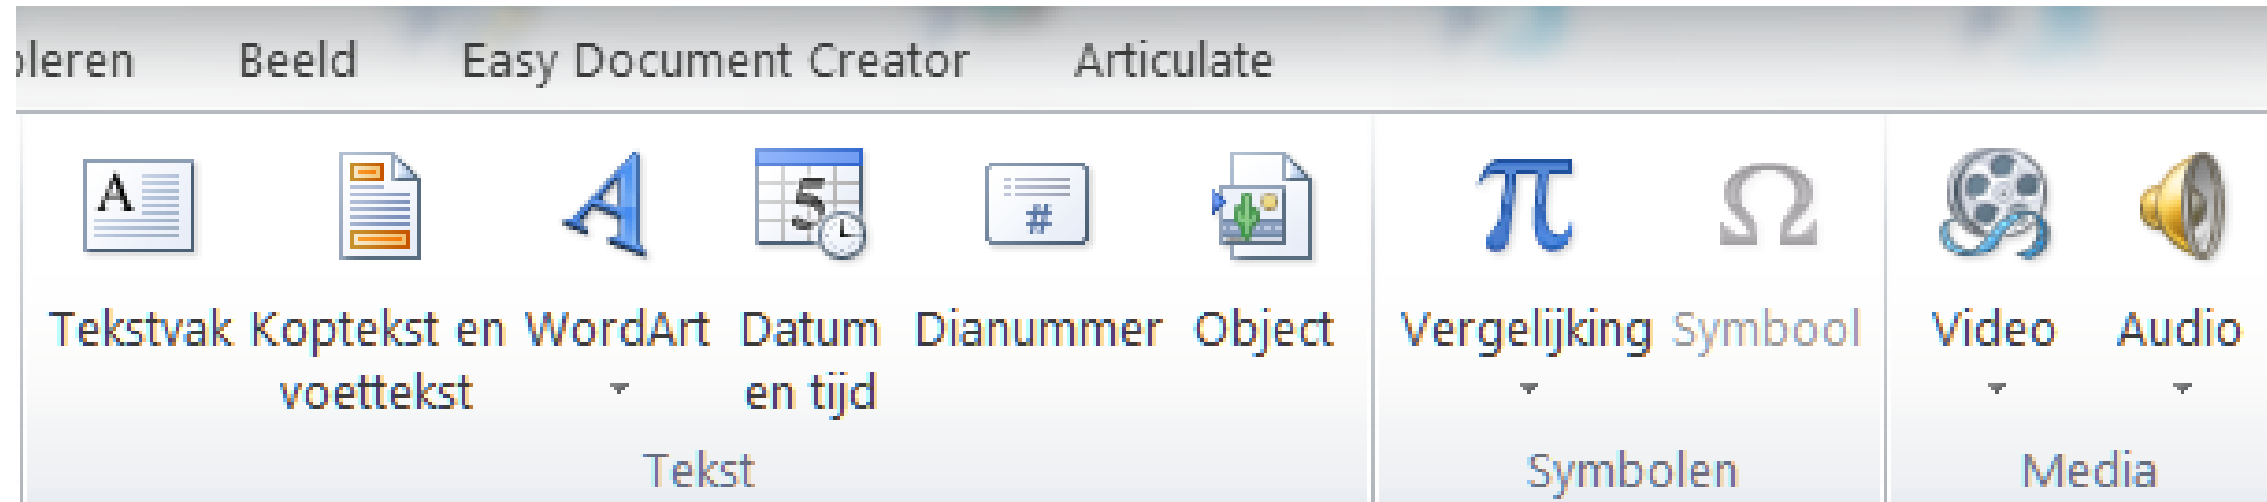 oleren Beeld Easy Document Creator Articulate
Tekstvak Koptekst en voettekst WordArt Datum en tijd Dianummer Object Vergelijking Symbool Video Audio
Tekst Symbolen Media